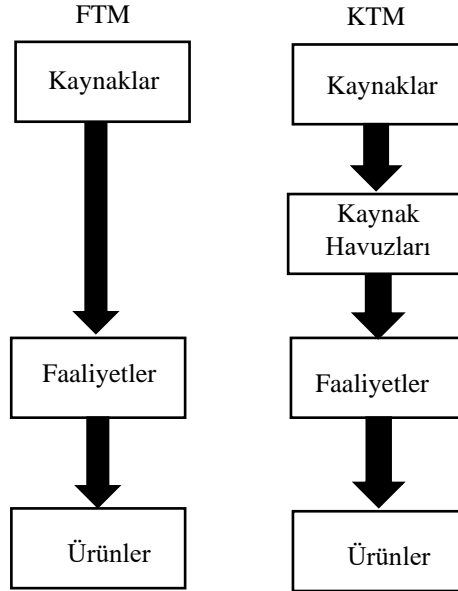 FTM
Kaynaklar
Faaliyetler
Ürünler
KTM
Kaynaklar
Kaynak
Havuzları
Faaliyetler
Ürünler